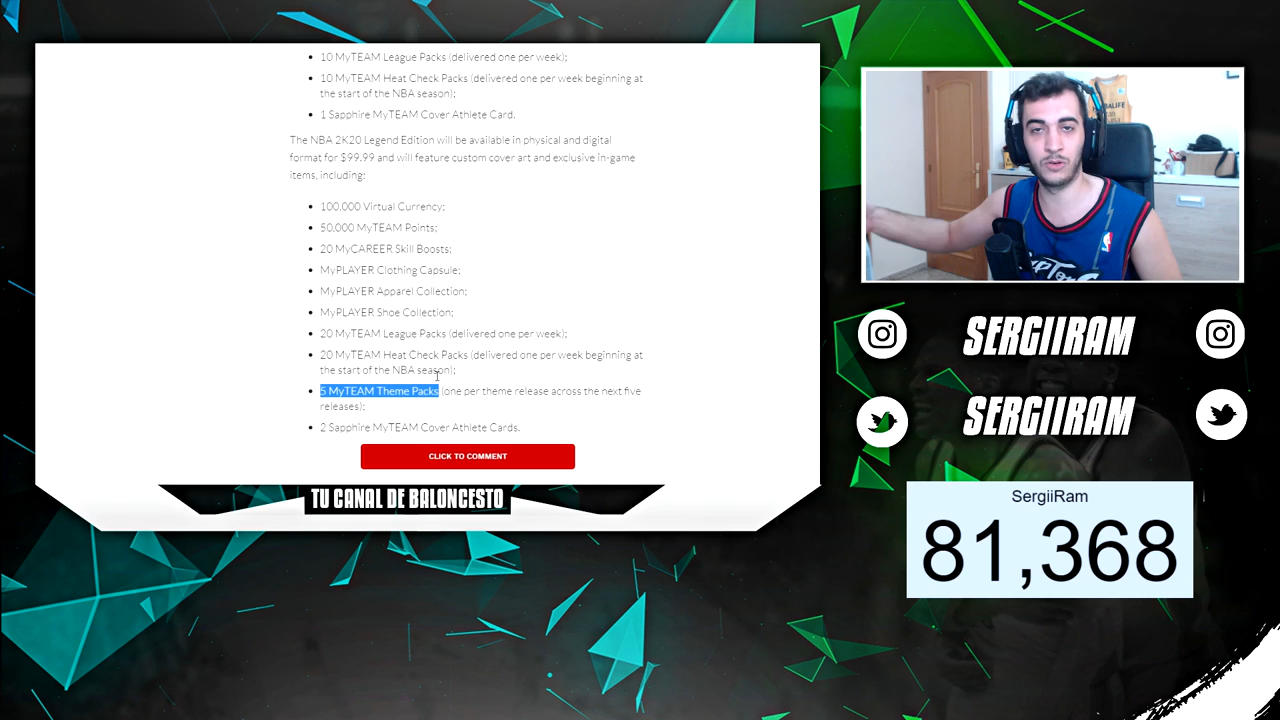 10 MyTEAM League Packs (delivered one per week);
10 MyTEAM Heat Check Packs (delivered one per week beginning at
the start of the NBA season);
1 Sapphire MyTEAM Cover Athlete Card.
The NBA 2K20 Legend Edition will be available in physical and digital
format for $99.99 and will feature custom cover art and exclusive in-game
items, including:
100,000 Virtual Currency;
50,000 MyTEAM Points;
20 MyCAREER Skill Boosts;
MyPLAYER Clothing Capsule;
MyPLAYER Apparel Collection;
MyPLAYER Shoe Collection;
20 MyTEAM League Packs (delivered one per week);
20 MyTEAM Heat Check Packs (delivered one per week beginning at
the start of the NBA season);
5 MyTEAM Theme Packs (one per theme release across the next five
releases);
2 Sapphire MyTEAM Cover Athlete Cards.
CLICK TO COMMENT
TU CANAL DE BALONCESTO
SERGIIRAM
SERGIIRAM
SergiiRam
81,368